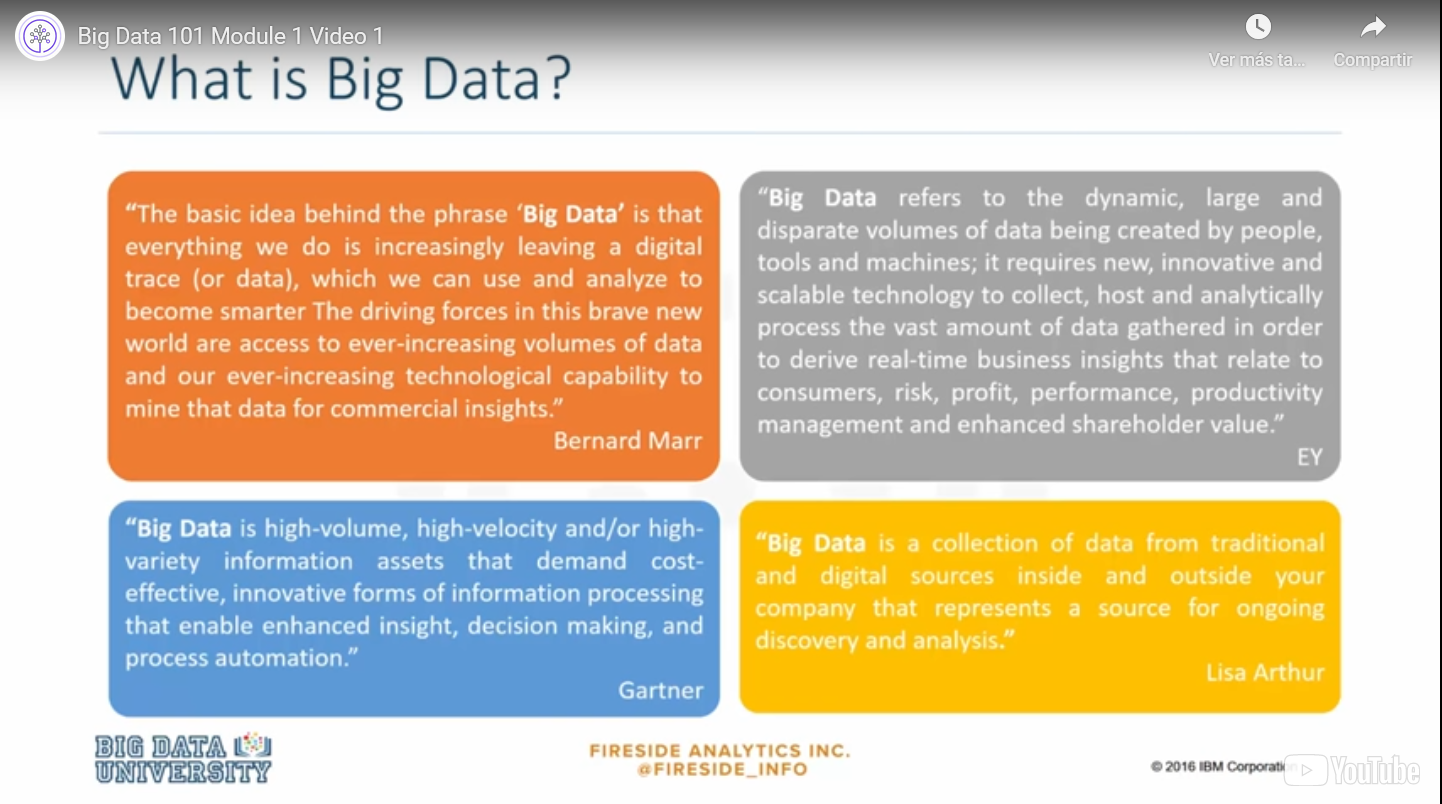 Big Data 101 Module 1 Video 1
Ver más ta...
Compartir
What is Big Data?
“The basic idea behind the phrase ‘Big Data’ is that
everything we do is increasingly leaving a digital
trace (or data), which we can use and analyze to
become smarter The driving forces in this brave new
world are access to ever-increasing volumes of data
and our ever-increasing technological capability to
mine that data for commercial insights.”
Bernard Marr
“Big Data refers to the dynamic, large and
disparate volumes of data being created by people,
tools and machines; it requires new, innovative and
scalable technology to collect, host and analytically
process the vast amount of data gathered in order
to derive real-time business insights that relate to
consumers, risk, profit, performance, productivity
management and enhanced shareholder value.”
EY
“Big Data is high-volume, high-velocity and/or high-
variety information assets that demand cost-
effective, innovative forms of information processing
that enable enhanced insight, decision making, and
process automation.”
Gartner
“Big Data is a collection of data from traditional
and digital sources inside and outside your
company that represents a source for ongoing
discovery and analysis.”
Lisa Arthur
BIG DATA
UNIVERSITY
FIRESIDE ANALYTICS INC.
@FIRESIDE_INFO
© 2016 IBM Corporation
YouTube